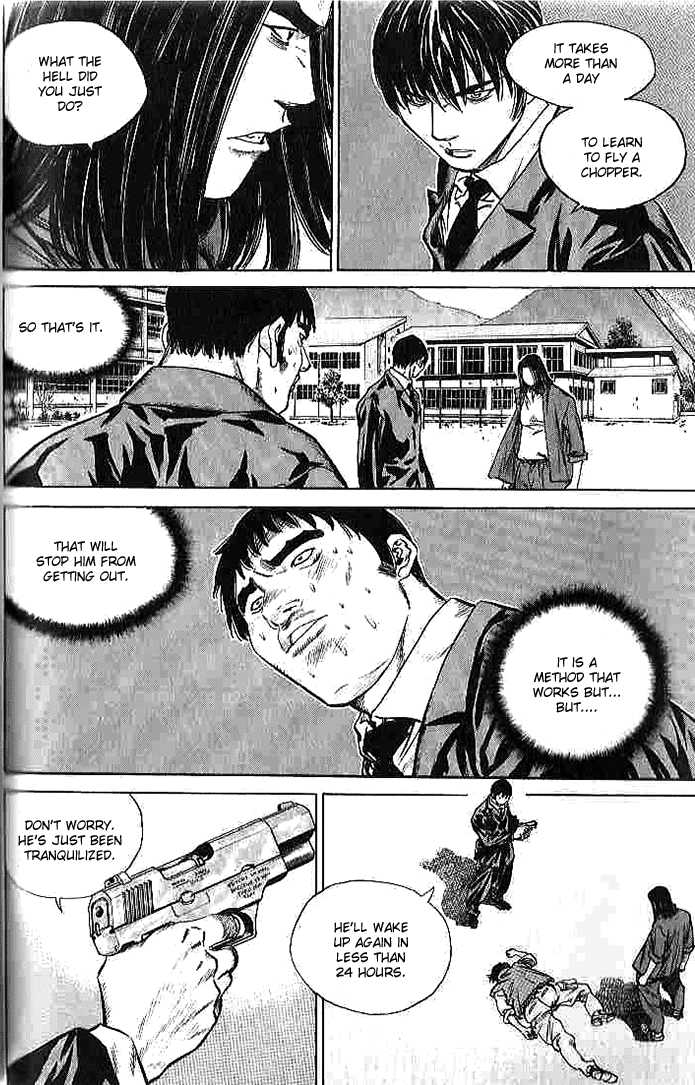 WHAT THE
HELL DID
YOU JUST
DO?
IT TAKES
MORE THAN
A DAY
TO LEARN
TO FLY A
CHOPPER.
SO THAT'S IT.
THAT WILL
STOP HIM FROM
GETTING OUT.
IT IS A
METHOD THAT
WORKS BUT...
BUT....
DON'T WORRY.
HE'S JUST BEEN
TRANQUILIZED.
HE'LL WAKE
UP AGAIN IN
LESS THAN
24 HOURS.